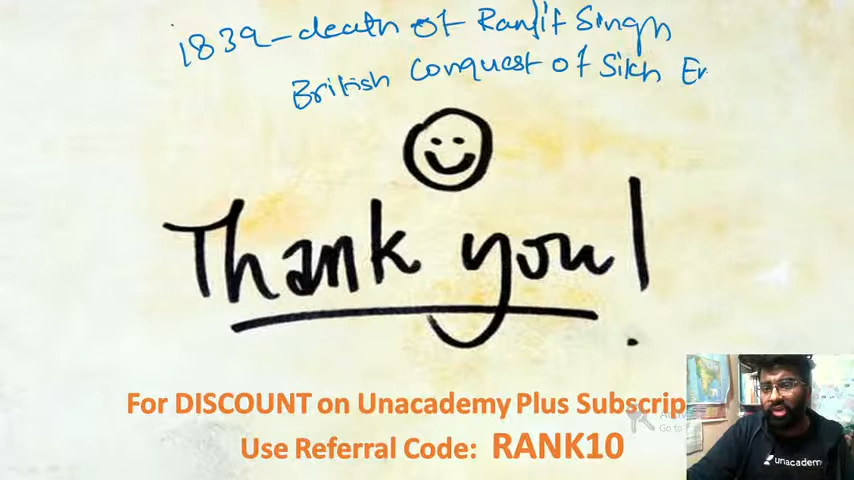 1839 - death of Ranjit Singh
British Conquest of Sikh Em
Thank you!
For DISCOUNT on Unacademy Plus Subscrip
Use Referral Code: RANK10
unacademy